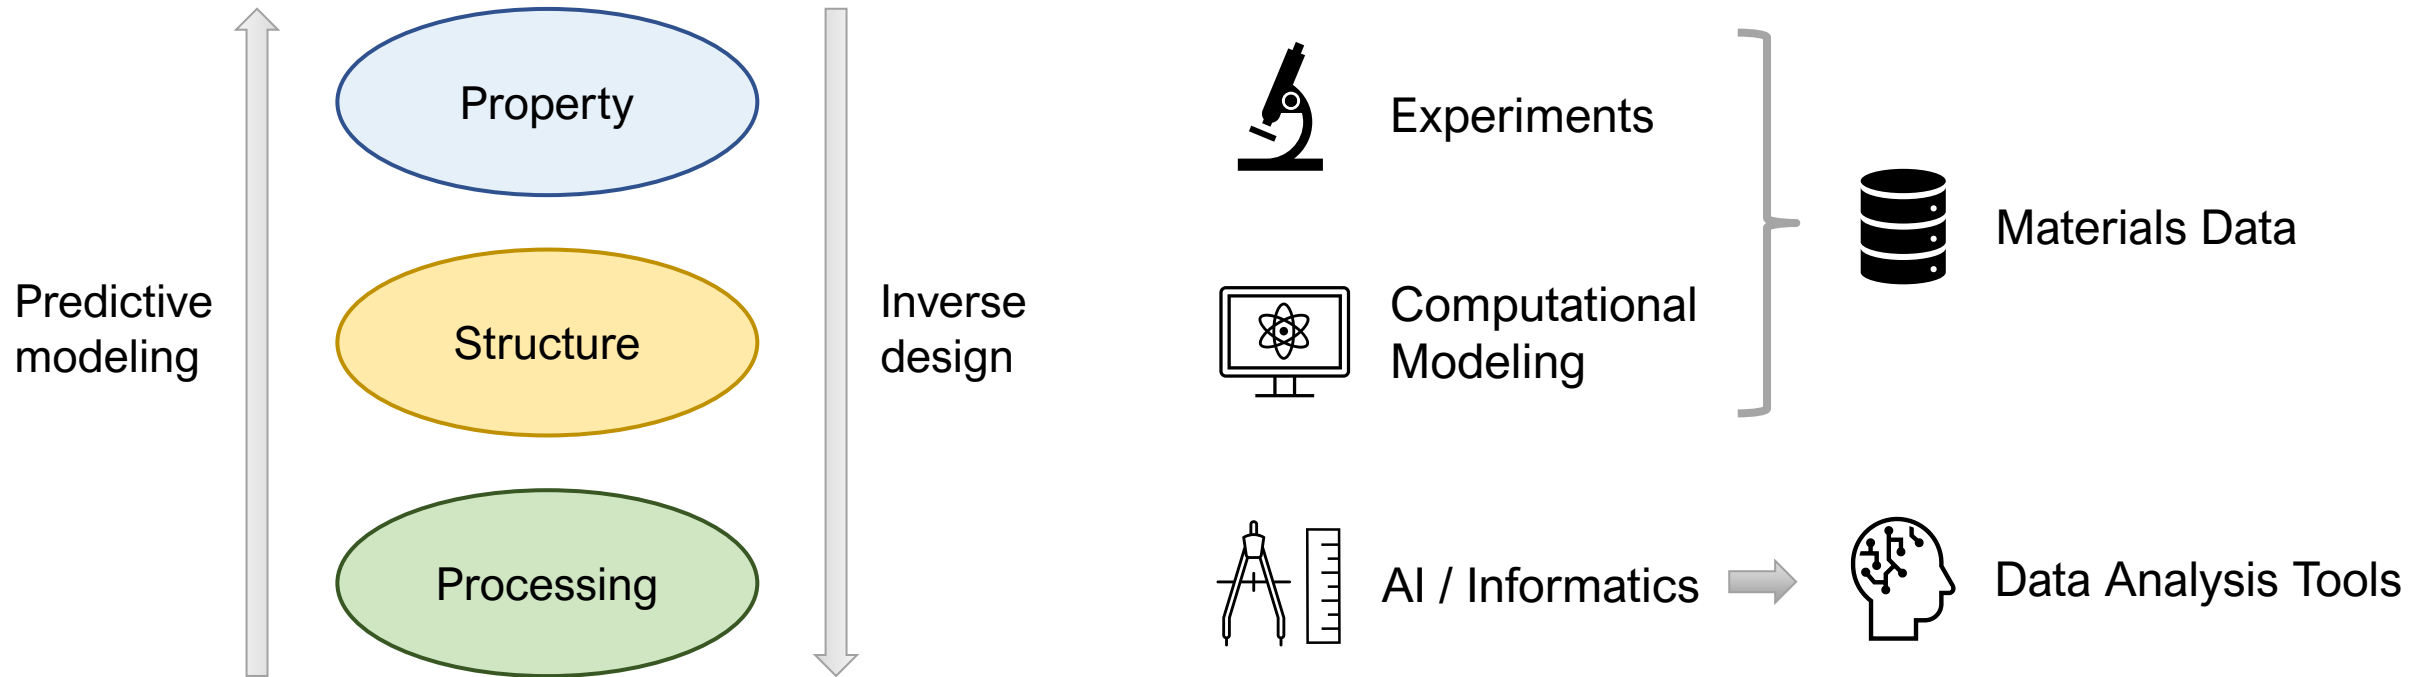 Property
Structure
Processing
Predictive
modeling
Inverse
design
Experiments
Computational
Modeling
Materials Data
AI / Informatics
Data Analysis Tools